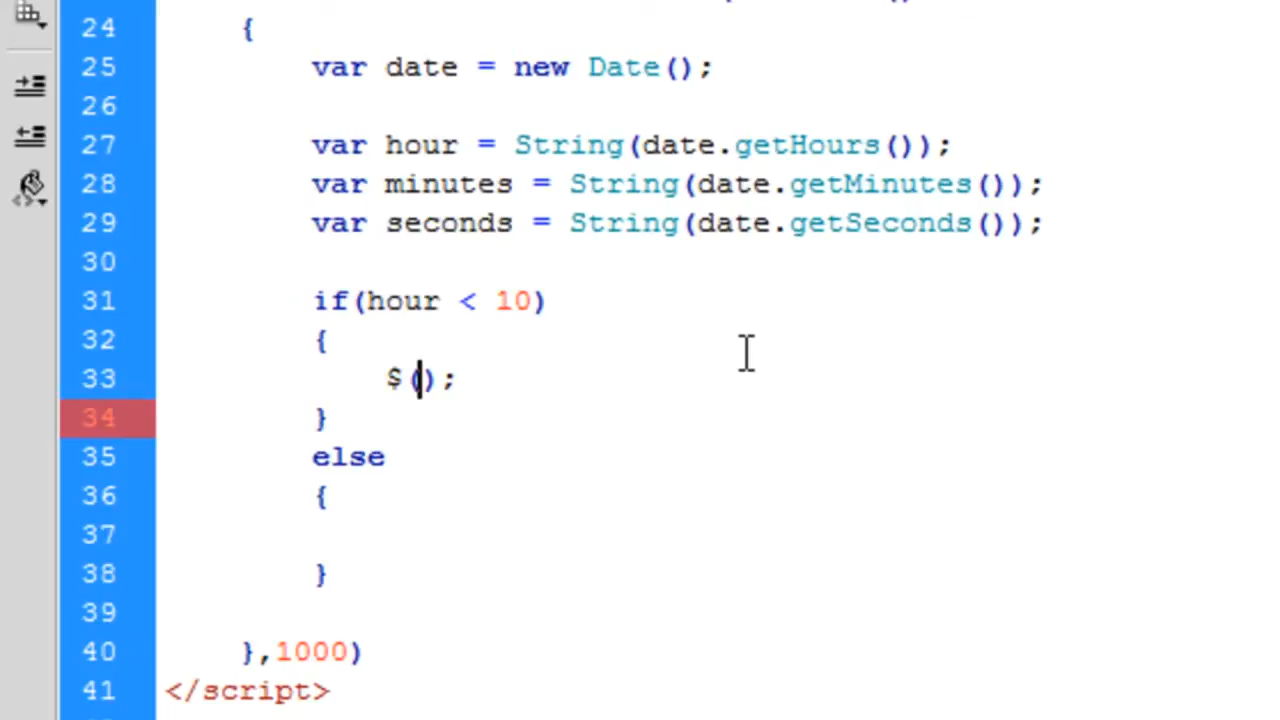 24 {
25 var date = new Date();
26
27 var hour = String(date.getHours());
28 var minutes = String(date.getMinutes());
29 var seconds = String(date.getSeconds());
30
31 if(hour < 10)
32 {
33 $();
34 }
35 else
36 {
37
38 }
39
40 },1000)
41 </script>